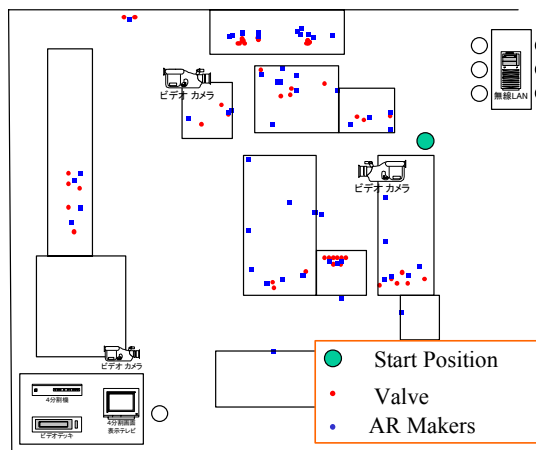 ビデオ カメラ
無線LAN
ビデオ カメラ
ビデオ カメラ
4分割機
ビデオデッキ
4分割画面
表示テレビ
Start Position
Valve
AR Makers